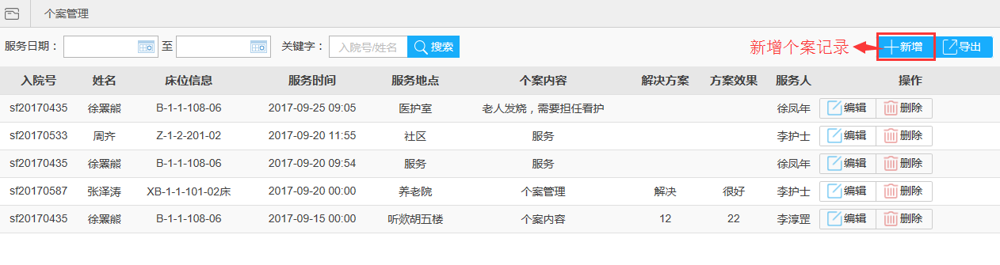 个案管理
服务日期： 至 关键字： 入院号/姓名 搜索 新增个案记录 新增 导出
入院号 姓名 床位信息 服务时间 服务地点 个案内容 解决方案 方案效果 服务人 操作
sf20170435 徐罴熊 B-1-1-108-06 2017-09-25 09:05 医护室 老人发烧，需要担任看护 徐凤年 编辑 删除
sf20170533 周齐 Z-1-2-201-02 2017-09-20 11:55 社区 服务 李护士 编辑 删除
sf20170435 徐罴熊 B-1-1-108-06 2017-09-20 09:54 服务 服务 徐凤年 编辑 删除
sf20170587 张泽涛 XB-1-1-101-02床 2017-09-20 00:00 养老院 个案管理 解决 很好 李护士 编辑 删除
sf20170435 徐罴熊 B-1-1-108-06 2017-09-15 00:00 听欻胡五楼 个案内容 12 22 李淳罡 编辑 删除